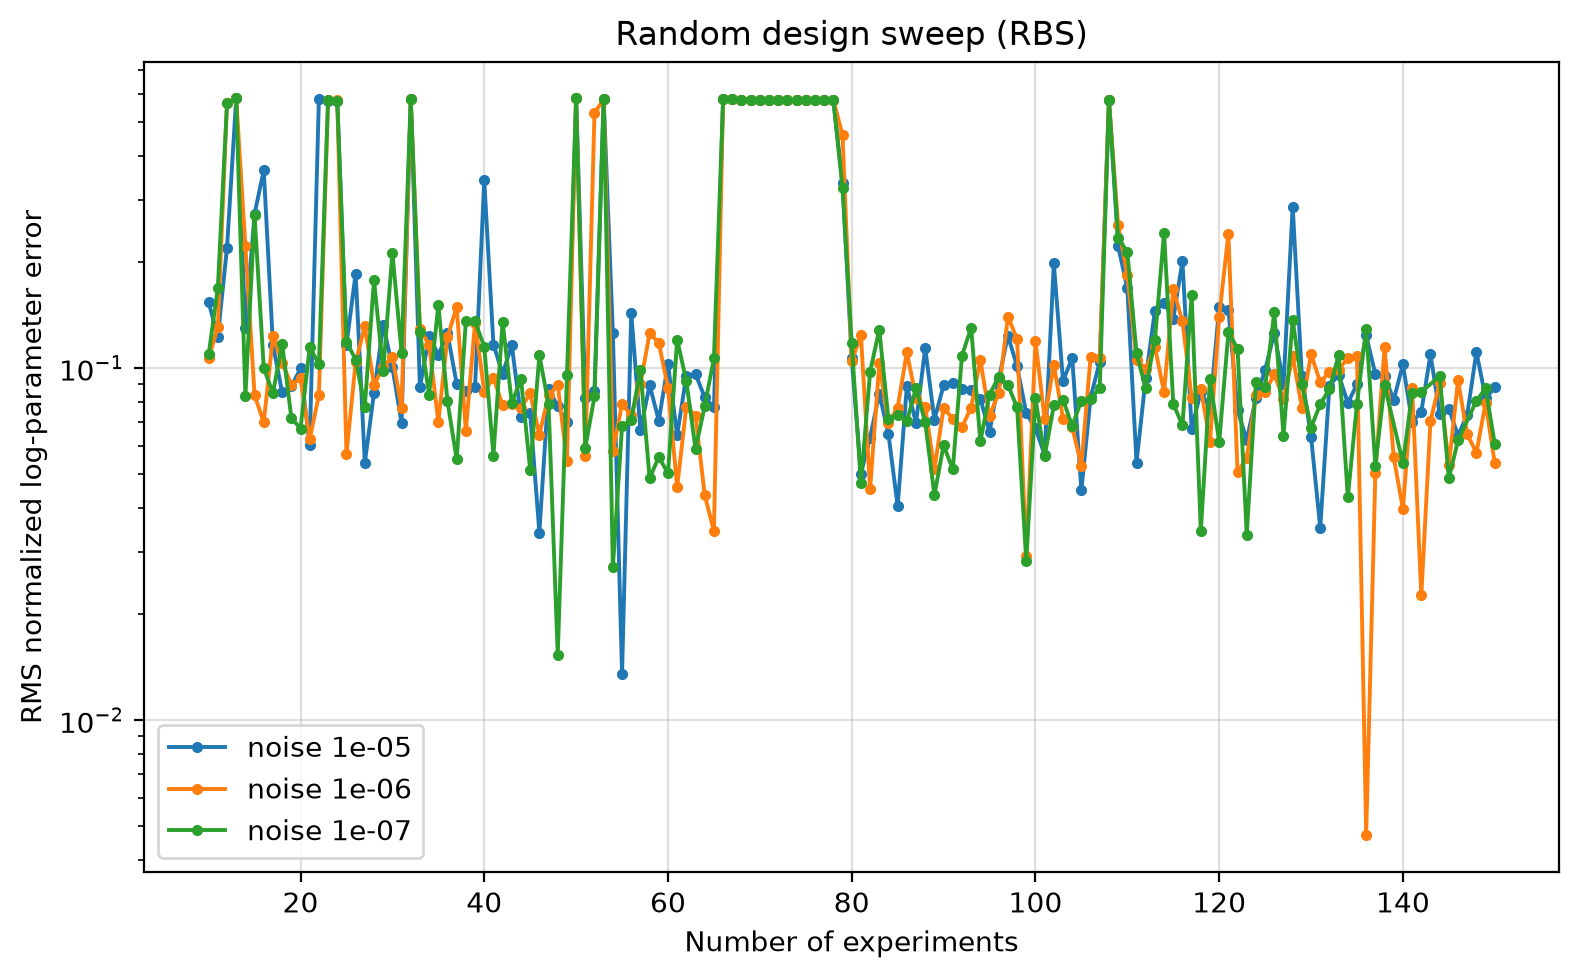 Random design sweep (RBS)
RMS normalized log-parameter error
10⁻¹
10⁻²
noise 1e-05
noise 1e-06
noise 1e-07
20 40 60 80 100 120 140
Number of experiments